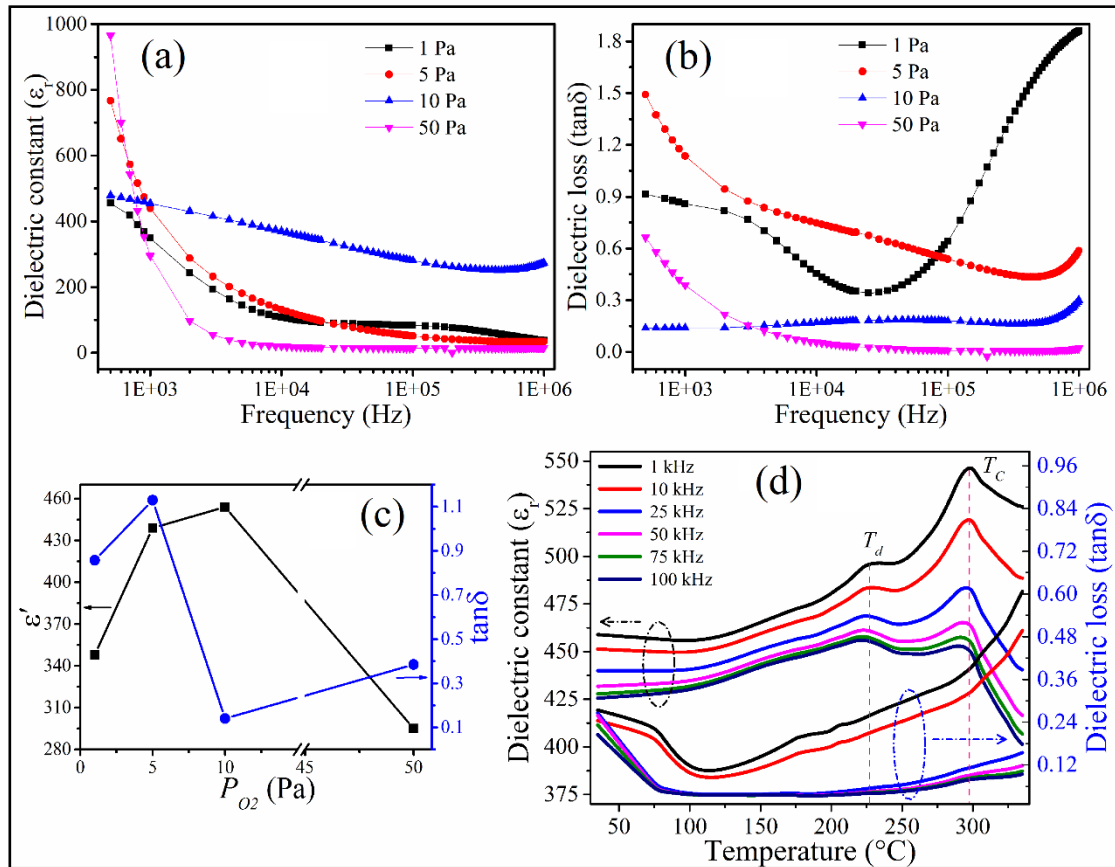 (a)
1 Pa
5 Pa
10 Pa
50 Pa
Dielectric constant (εr)
1000
800
600
400
200
0
1E+03 1E+04 1E+05 1E+06
Frequency (Hz)
(b)
1 Pa
5 Pa
10 Pa
50 Pa
Dielectric loss (tanδ)
1.8
1.5
1.2
0.9
0.6
0.3
0.0
1E+03 1E+04 1E+05 1E+06
Frequency (Hz)
(c)
ε′
460
430
400
370
340
310
280
tanδ
1.1
0.9
0.7
0.5
0.3
0.1
0 5 10 45 50
PO2 (Pa)
(d)
1 kHz
10 kHz
25 kHz
50 kHz
75 kHz
100 kHz
Td
TC
Dielectric constant (εr)
550
525
500
475
450
425
400
375
Dielectric loss (tanδ)
0.96
0.84
0.72
0.60
0.48
0.36
0.24
0.12
50 100 150 200 250 300
Temperature (°C)